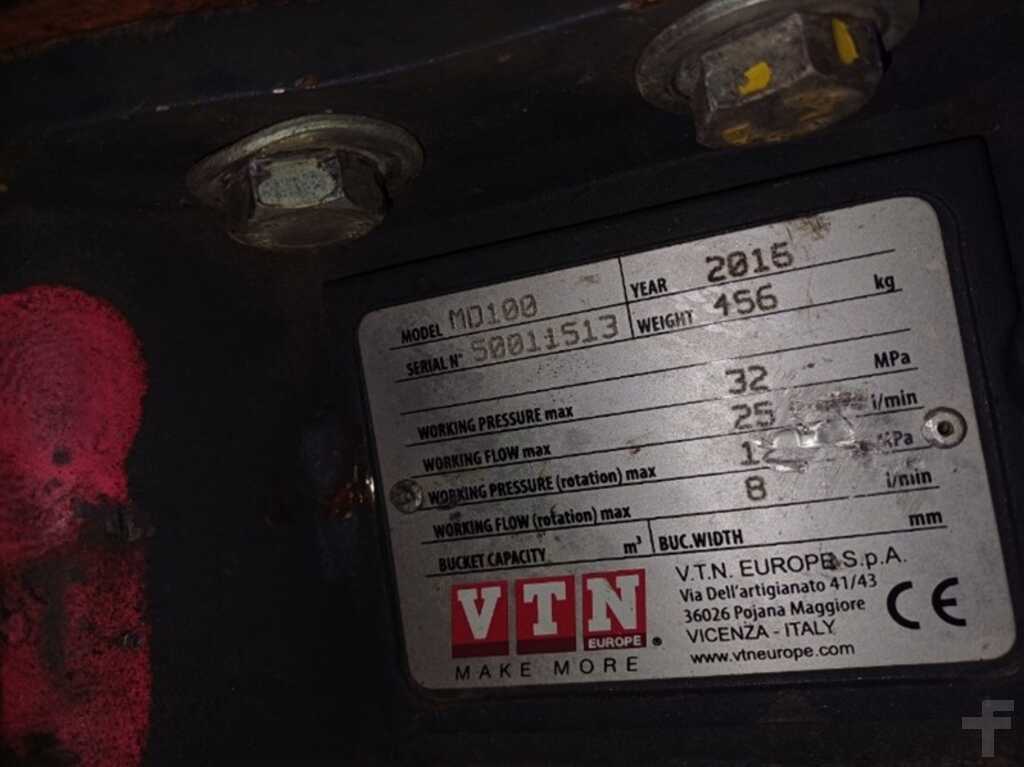 MODEL MD100 YEAR 2016
SERIAL N° S0011513 WEIGHT 456 kg
WORKING PRESSURE max 32 MPa
WORKING FLOW max 25 i/min
WORKING PRESSURE (rotation) max MPa
WORKING FLOW (rotation) max 8 i/min
BUCKET CAPACITY m³ BUC.WIDTH mm
VTN EUROPE ®
MAKE MORE
V.T.N. EUROPE S.p.A.
Via Dell'artigianato 41/43
36026 Pojana Maggiore
VICENZA - ITALY
www.vtneurope.com
CE